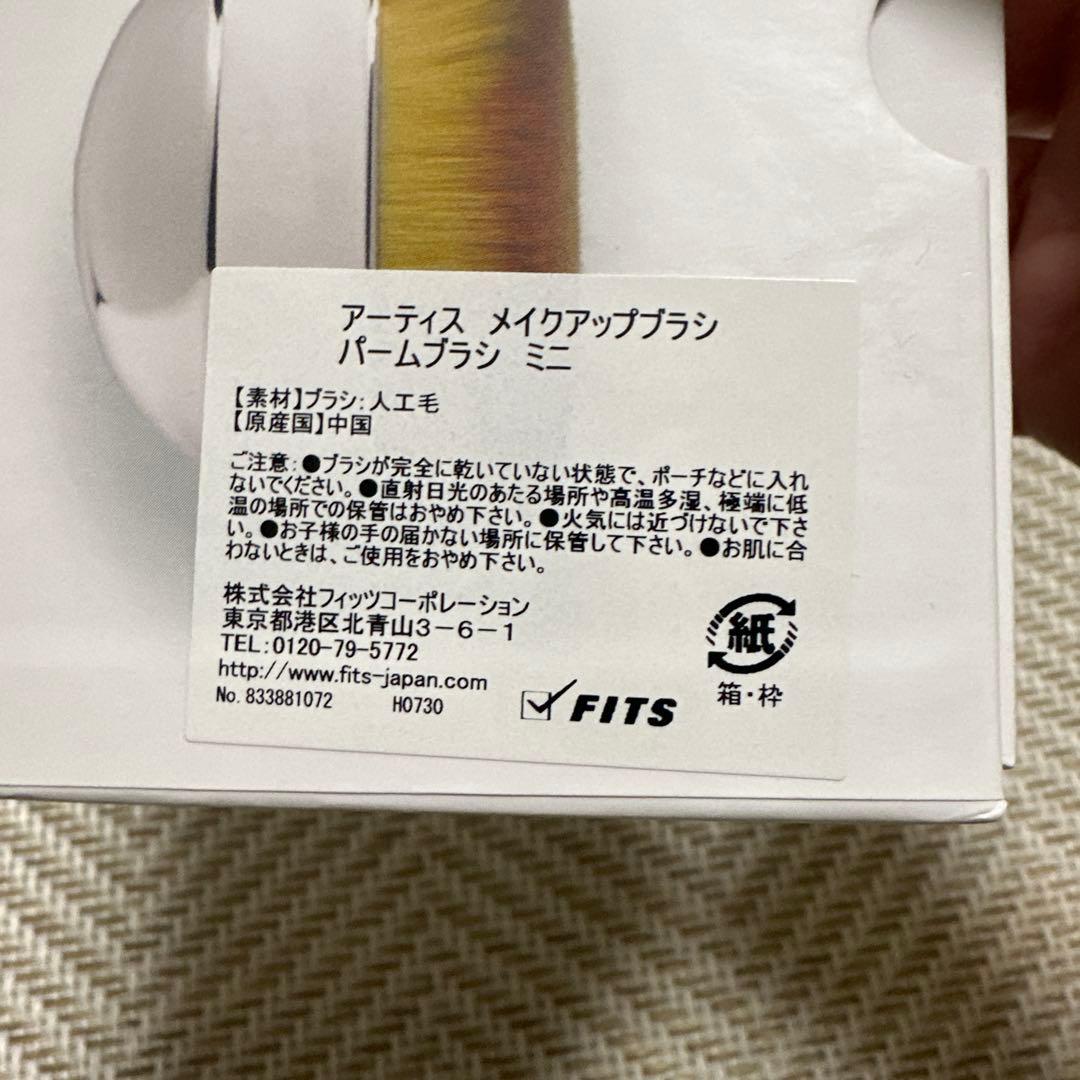 アーティス メイクアップブラシ
パームブラシ ミニ
【素材】ブラシ:人工毛
【原産国】中国
ご注意:●ブラシが完全に乾いていない状態で、ポーチなどに入れ
ないでください。●直射日光のあたる場所や高温多湿、極端に低
温の場所での保管はおやめ下さい。●火気には近づけないで下さ
い。●お子様の手の届かない場所に保管して下さい。●お肌に合
わないときは、ご使用をおやめ下さい。
株式会社フィッツコーポレーション
東京都港区北青山3-6-1
TEL:0120-79-5772
http://www.fits-japan.com
No.833881072 H0730
FITS
紙
箱・枠